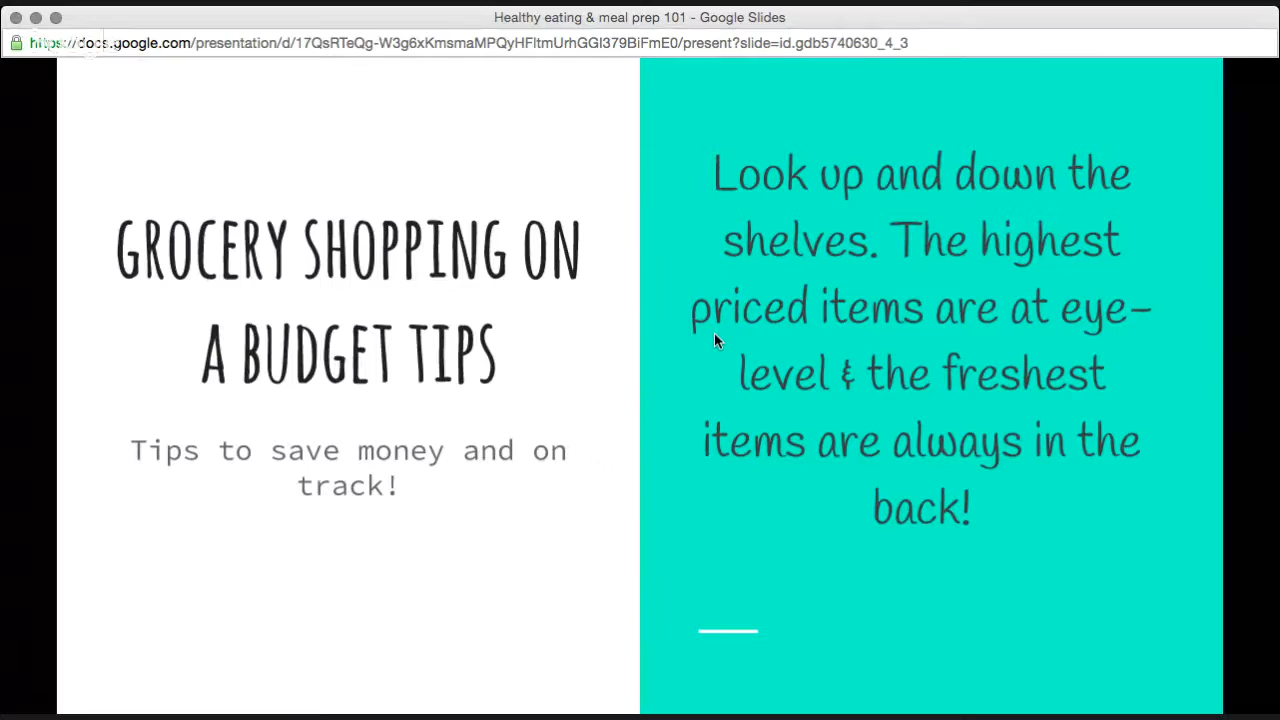 Healthy eating & meal prep 101 - Google Slides
https://docs.google.com/presentation/d/17QsRTeQg-W3g6xKmsmaMPQyHFltmUrhGGl379BiFmE0/present?slide=id.gdb5740630_4_3
GROCERY SHOPPING ON
A BUDGET TIPS
Tips to save money and on
track!
Look up and down the
shelves. The highest
priced items are at eye-
level & the freshest
items are always in the
back!